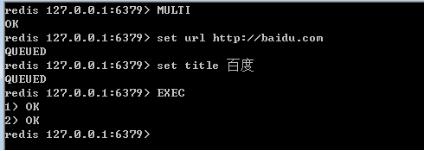 redis 127.0.0.1:6379> MULTI
OK
redis 127.0.0.1:6379> set url http://baidu.com
QUEUED
redis 127.0.0.1:6379> set title 百度
QUEUED
redis 127.0.0.1:6379> EXEC
1) OK
2) OK
redis 127.0.0.1:6379>